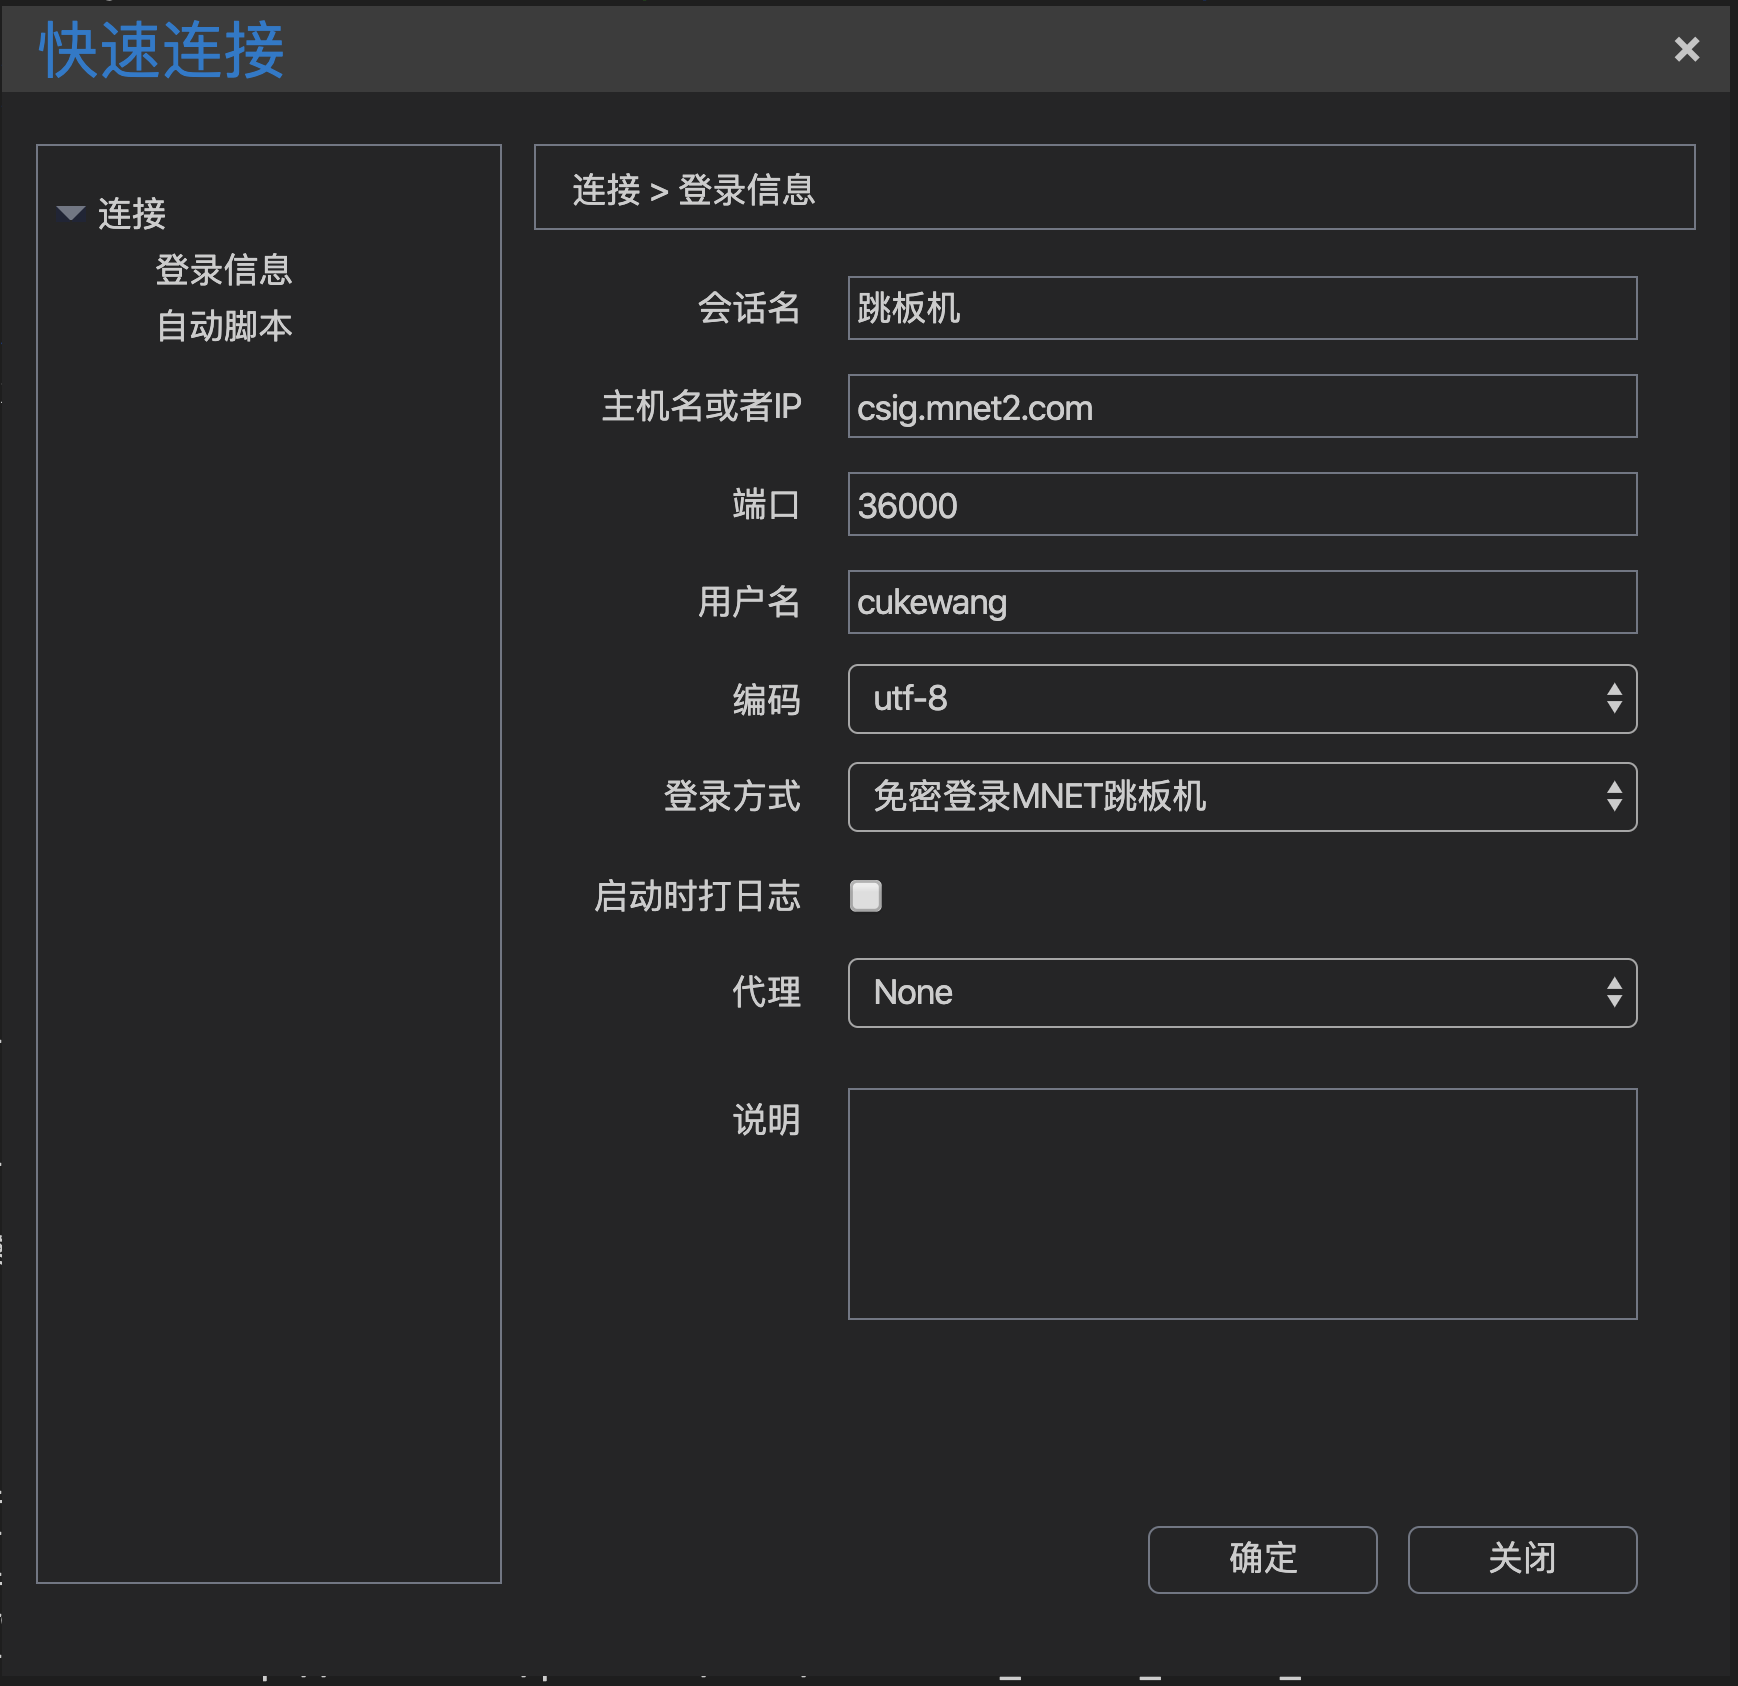 快速连接
连接
登录信息
自动脚本
连接 > 登录信息
会话名 跳板机
主机名或者IP csig.mnet2.com
端口 36000
用户名 cukewang
编码 utf-8
登录方式 免密登录MNET跳板机
启动时打日志
代理 None
说明
确定 关闭